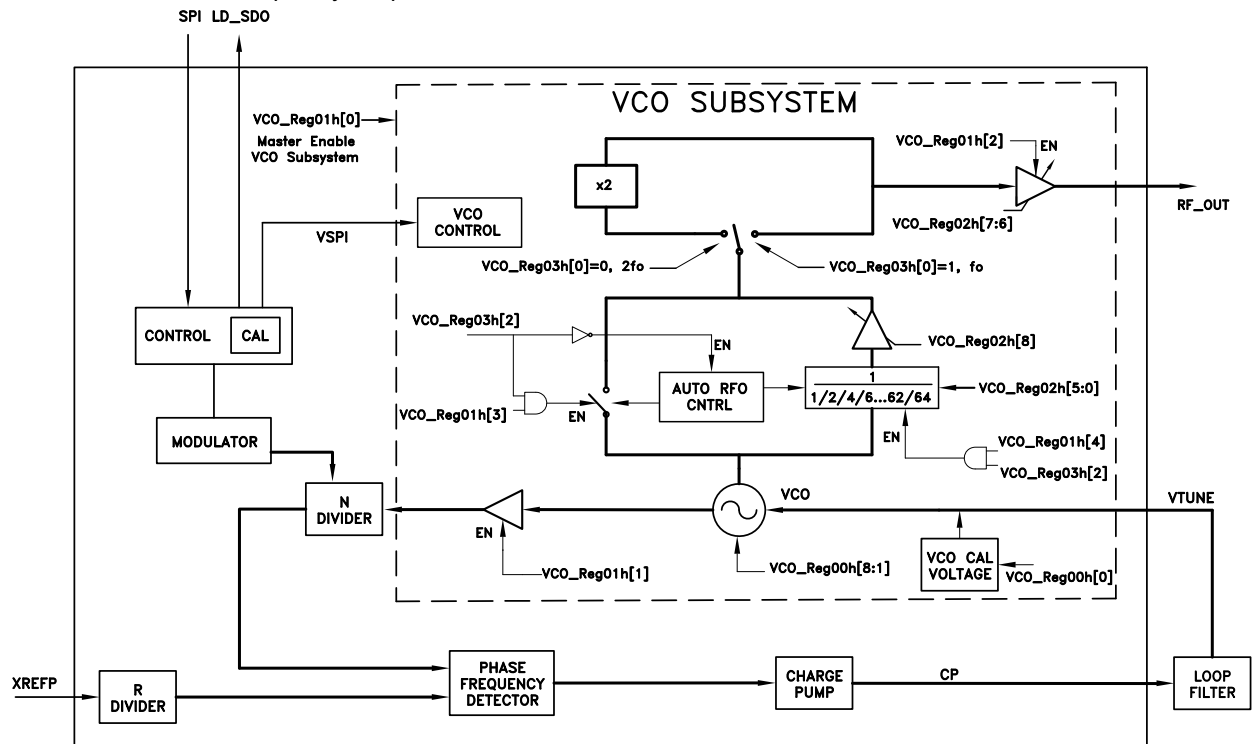 SPI LD_SDO
VCO SUBSYSTEM
VCO_Reg01h[0]
Master Enable
VCO Subsystem
VCO_Reg01h[2]
EN
x2
RF_OUT
VCO_Reg02h[7:6]
VCO
CONTROL
VSPI
VCO_Reg03h[0]=0, 2fo
VCO_Reg03h[0]=1, fo
CONTROL
CAL
VCO_Reg03h[2]
EN
VCO_Reg02h[8]
AUTO RFO
CNTRL
1
1/2/4/6...62/64
VCO_Reg02h[5:0]
VCO_Reg01h[3]
EN
MODULATOR
EN
VCO_Reg01h[4]
VCO_Reg03h[2]
N
DIVIDER
VCO
VTUNE
EN
VCO CAL
VOLTAGE
VCO_Reg01h[1]
VCO_Reg00h[8:1]
VCO_Reg00h[0]
XREFP
R
DIVIDER
PHASE
FREQUENCY
DETECTOR
CHARGE
PUMP
CP
LOOP
FILTER